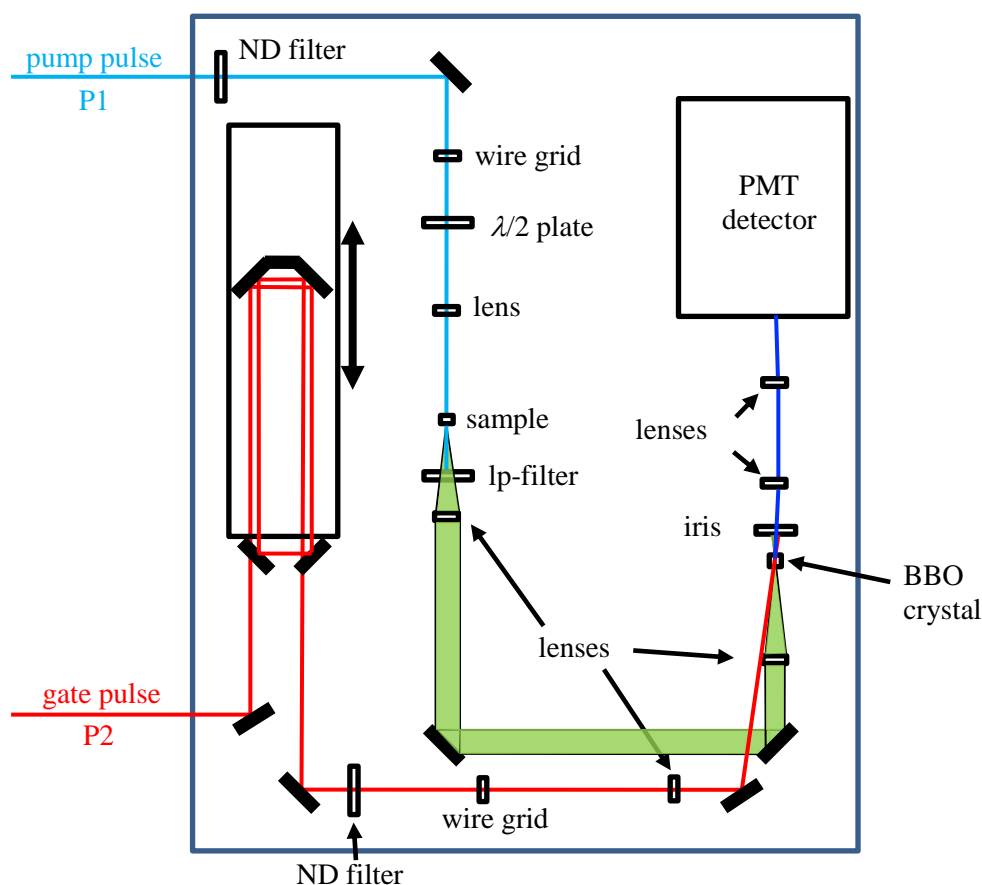 ND filter
pump pulse
P1
wire grid
λ/2 plate
lens
sample
lp-filter
PMT
detector
lenses
iris
BBO
crystal
lenses
gate pulse
P2
wire grid
ND filter